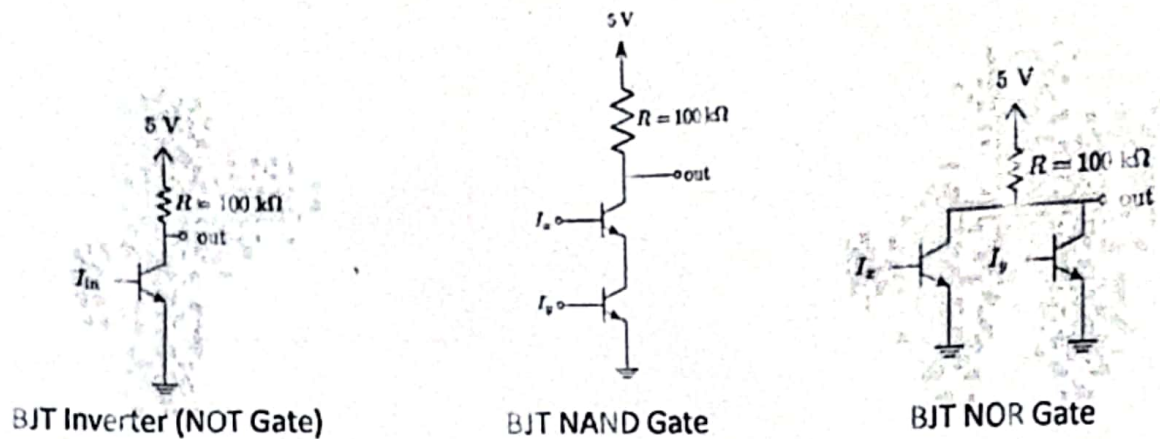 5 V
R = 100 kΩ
out
I_in
BJT Inverter (NOT Gate)
5 V
R = 100 kΩ
out
I_x
I_y
BJT NAND Gate
5 V
R = 100 kΩ
out
I_x
I_y
BJT NOR Gate